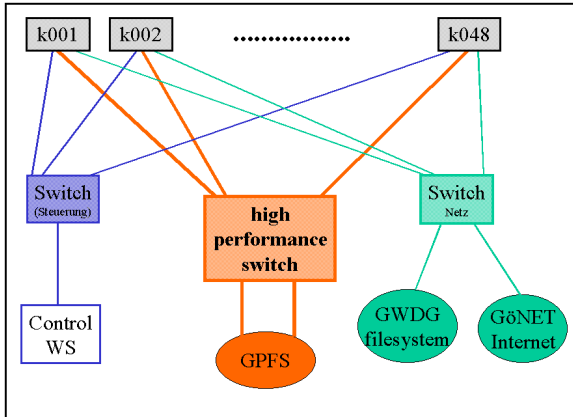 k001
k002
k048
Switch
(Steuerung)
high
performance
switch
Switch
Netz
Control
WS
GPFS
GWDG
filesystem
GöNET
Internet